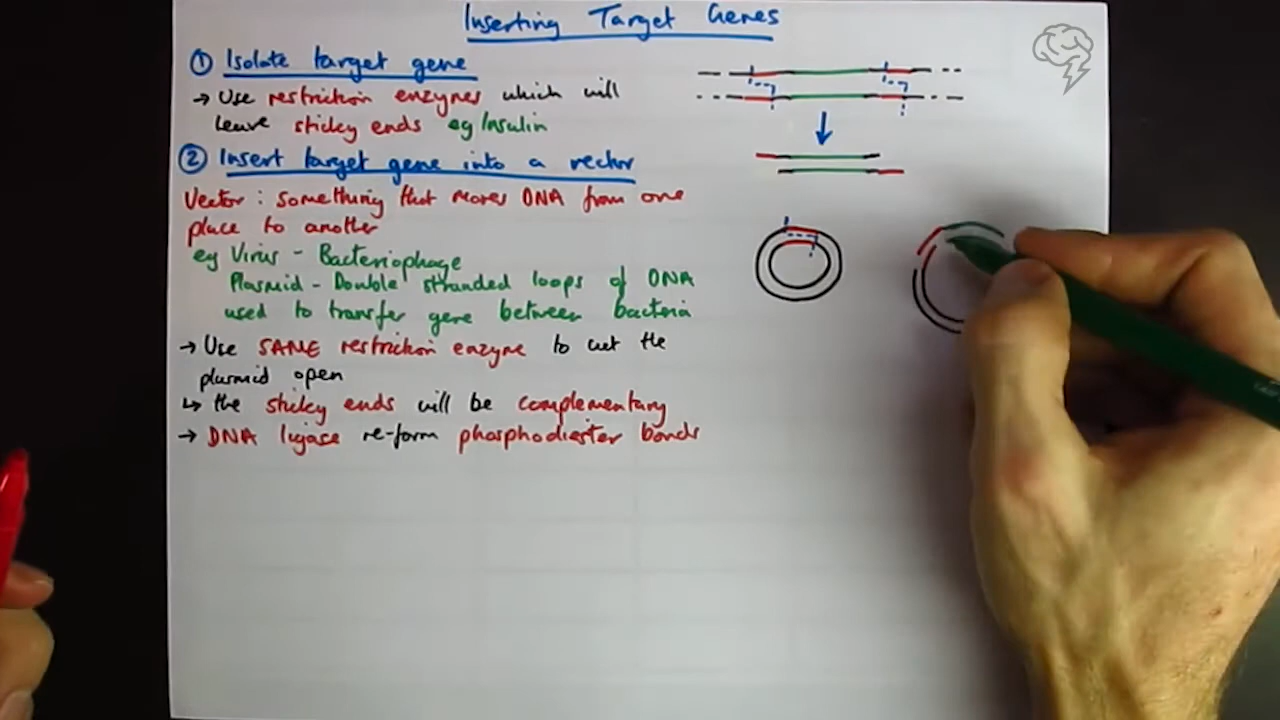 Inserting Target Genes
① Isolate target gene
→ Use restriction enzymes which will
leave sticky ends eg Insulin
② Insert target gene into a vector
Vector : Something that moves DNA from one
place to another
eg Virus - Bacteriophage
Plasmid - Double stranded loops of DNA
used to transfer gene between bacteria
→ Use SAME restriction enzyme to cut the
plasmid open
↳ the sticky ends will be complementary
→ DNA ligase re-form phosphodiester bonds